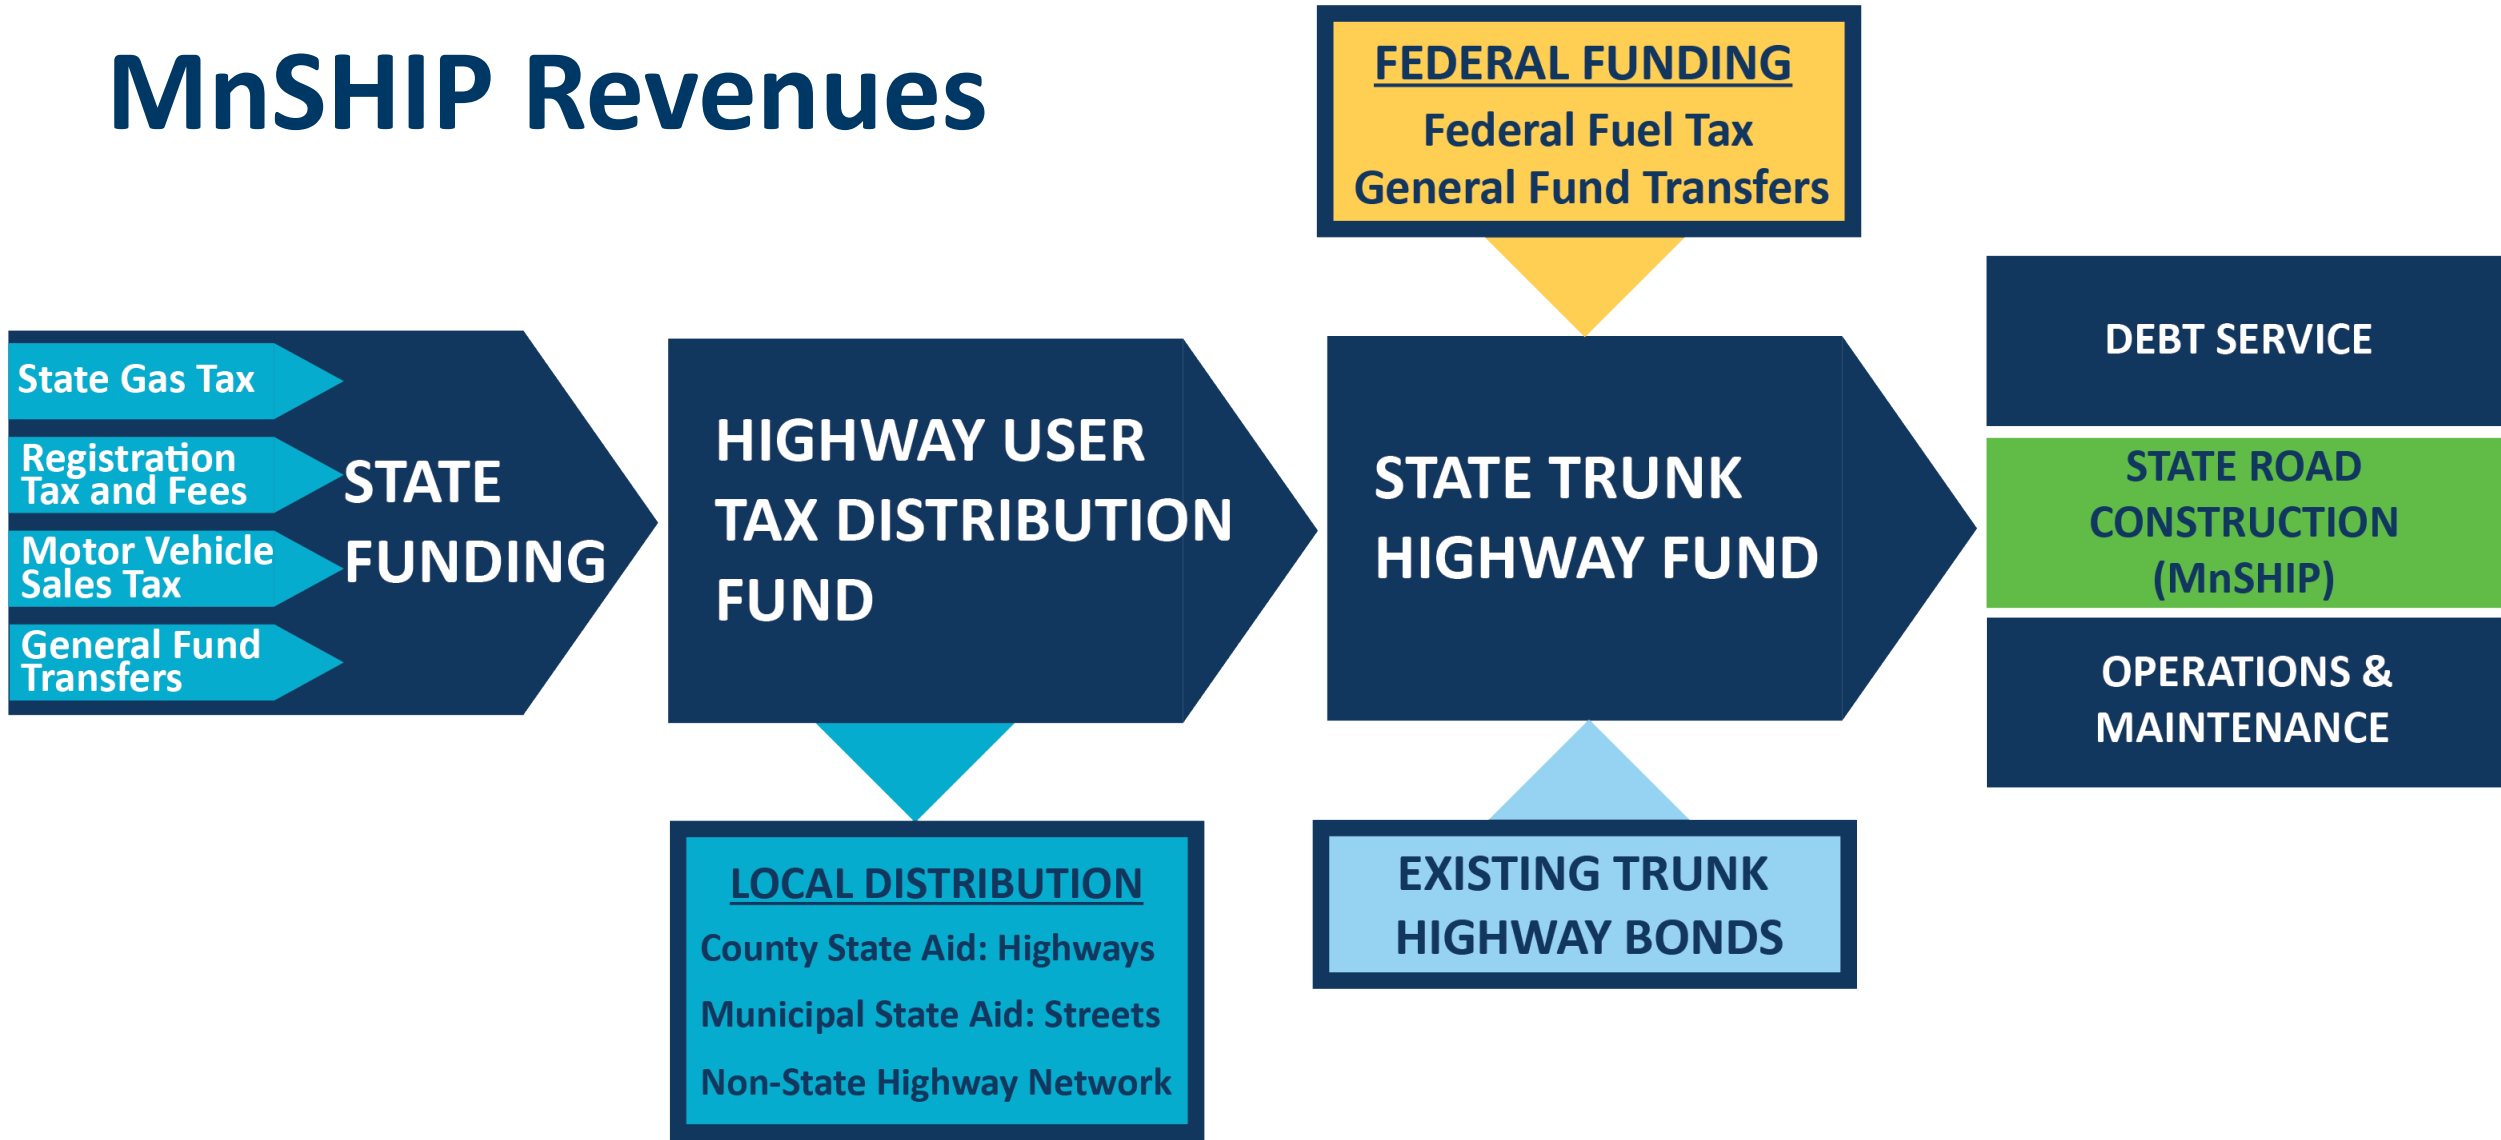 MnSHIP Revenues
FEDERAL FUNDING
Federal Fuel Tax
General Fund Transfers
State Gas Tax
Registration
Tax and Fees
Motor Vehicle
Sales Tax
General Fund
Transfers
STATE
FUNDING
HIGHWAY USER
TAX DISTRIBUTION
FUND
STATE TRUNK
HIGHWAY FUND
DEBT SERVICE
STATE ROAD
CONSTRUCTION
(MnSHIP)
OPERATIONS &
MAINTENANCE
LOCAL DISTRIBUTION
County State Aid: Highways
Municipal State Aid: Streets
Non-State Highway Network
EXISTING TRUNK
HIGHWAY BONDS